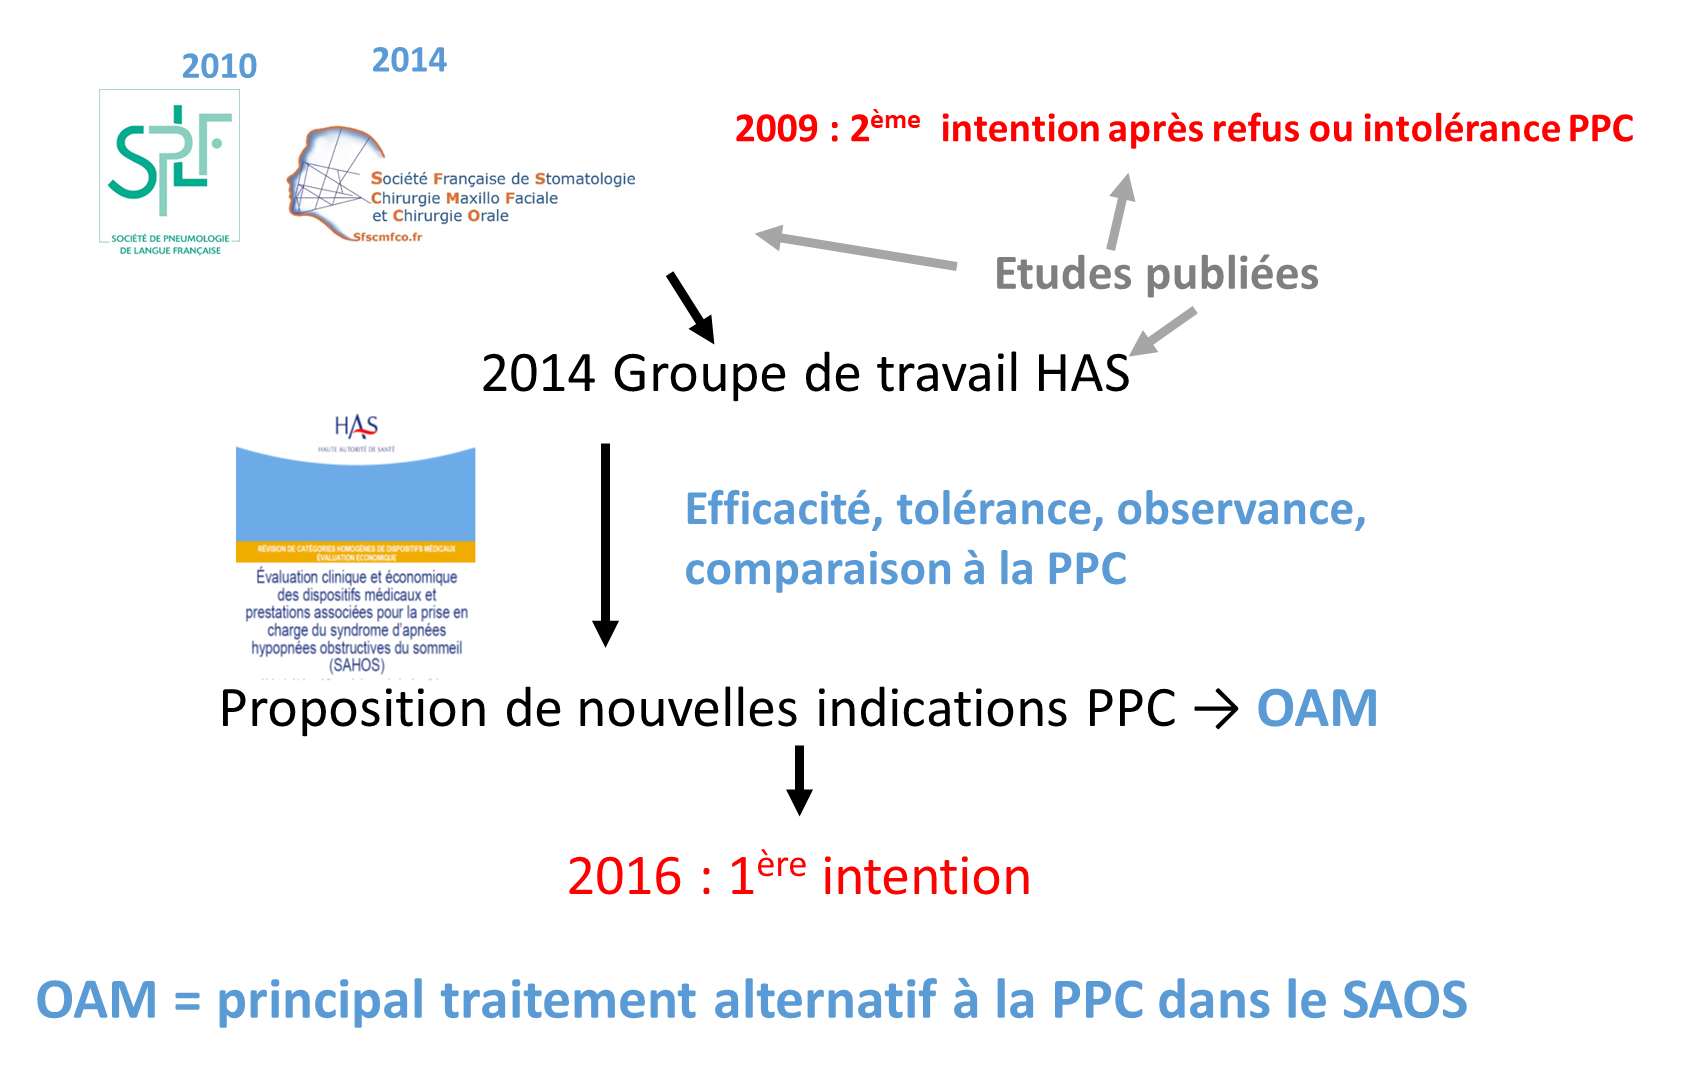 2010
2014
SPLF
SOCIÉTÉ DE PNEUMOLOGIE
DE LANGUE FRANÇAISE
Société Française de Stomatologie
Chirurgie Maxillo Faciale
et Chirurgie Orale
Sfscmfco.fr
2009 : 2ème intention après refus ou intolérance PPC
Etudes publiées
2014 Groupe de travail HAS
HAS
HAUTE AUTORITÉ DE SANTÉ
RÉVISION DE CATÉGORIES HOMOGÈNES DE DISPOSITIFS MÉDICAUX
ÉVALUATION ECONOMIQUE
Évaluation clinique et économique
des dispositifs médicaux et
prestations associées pour la prise en
charge du syndrome d'apnées
hypopnées obstructives du sommeil
(SAHOS)
Efficacité, tolérance, observance,
comparaison à la PPC
Proposition de nouvelles indications PPC → OAM
2016 : 1ère intention
OAM = principal traitement alternatif à la PPC dans le SAOS